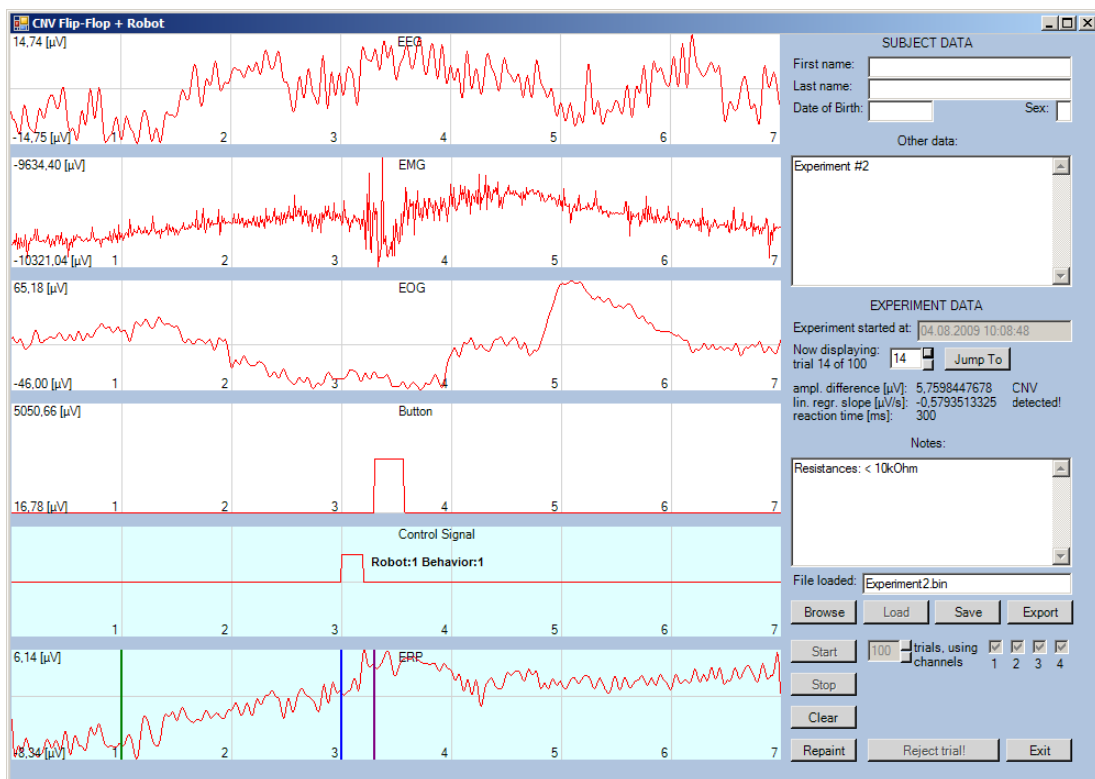 CNV Flip-Flop + Robot
14,74 [µV]
EEG
-14,75 [µV]
1 2 3 4 5 6 7
-9634,40 [µV]
EMG
-10321,04 [µV]
1 2 3 4 5 6 7
65,18 [µV]
EOG
-46,00 [µV]
1 2 3 4 5 6 7
5050,66 [µV]
Button
16,78 [µV]
1 2 3 4 5 6 7
Control Signal
Robot:1 Behavior:1
1 2 3 4 5 6 7
6,14 [µV]
ERP
-8,34 [µV]
1 2 3 4 5 6 7
SUBJECT DATA
First name:
Last name:
Date of Birth: Sex:
Other data:
Experiment #2
EXPERIMENT DATA
Experiment started at: 04.08.2009 10:08:48
Now displaying:
trial 14 of 100 14 Jump To
ampl. difference [µV]: 5,7598447678 CNV
lin. regr. slope [µV/s]: -0,5793513325 detected!
reaction time [ms]: 300
Notes:
Resistances: < 10kOhm
File loaded: Experiment2.bin
Browse Load Save Export
Start 100 trials, using
channels 1 2 3 4
Stop
Clear
Repaint Reject trial! Exit